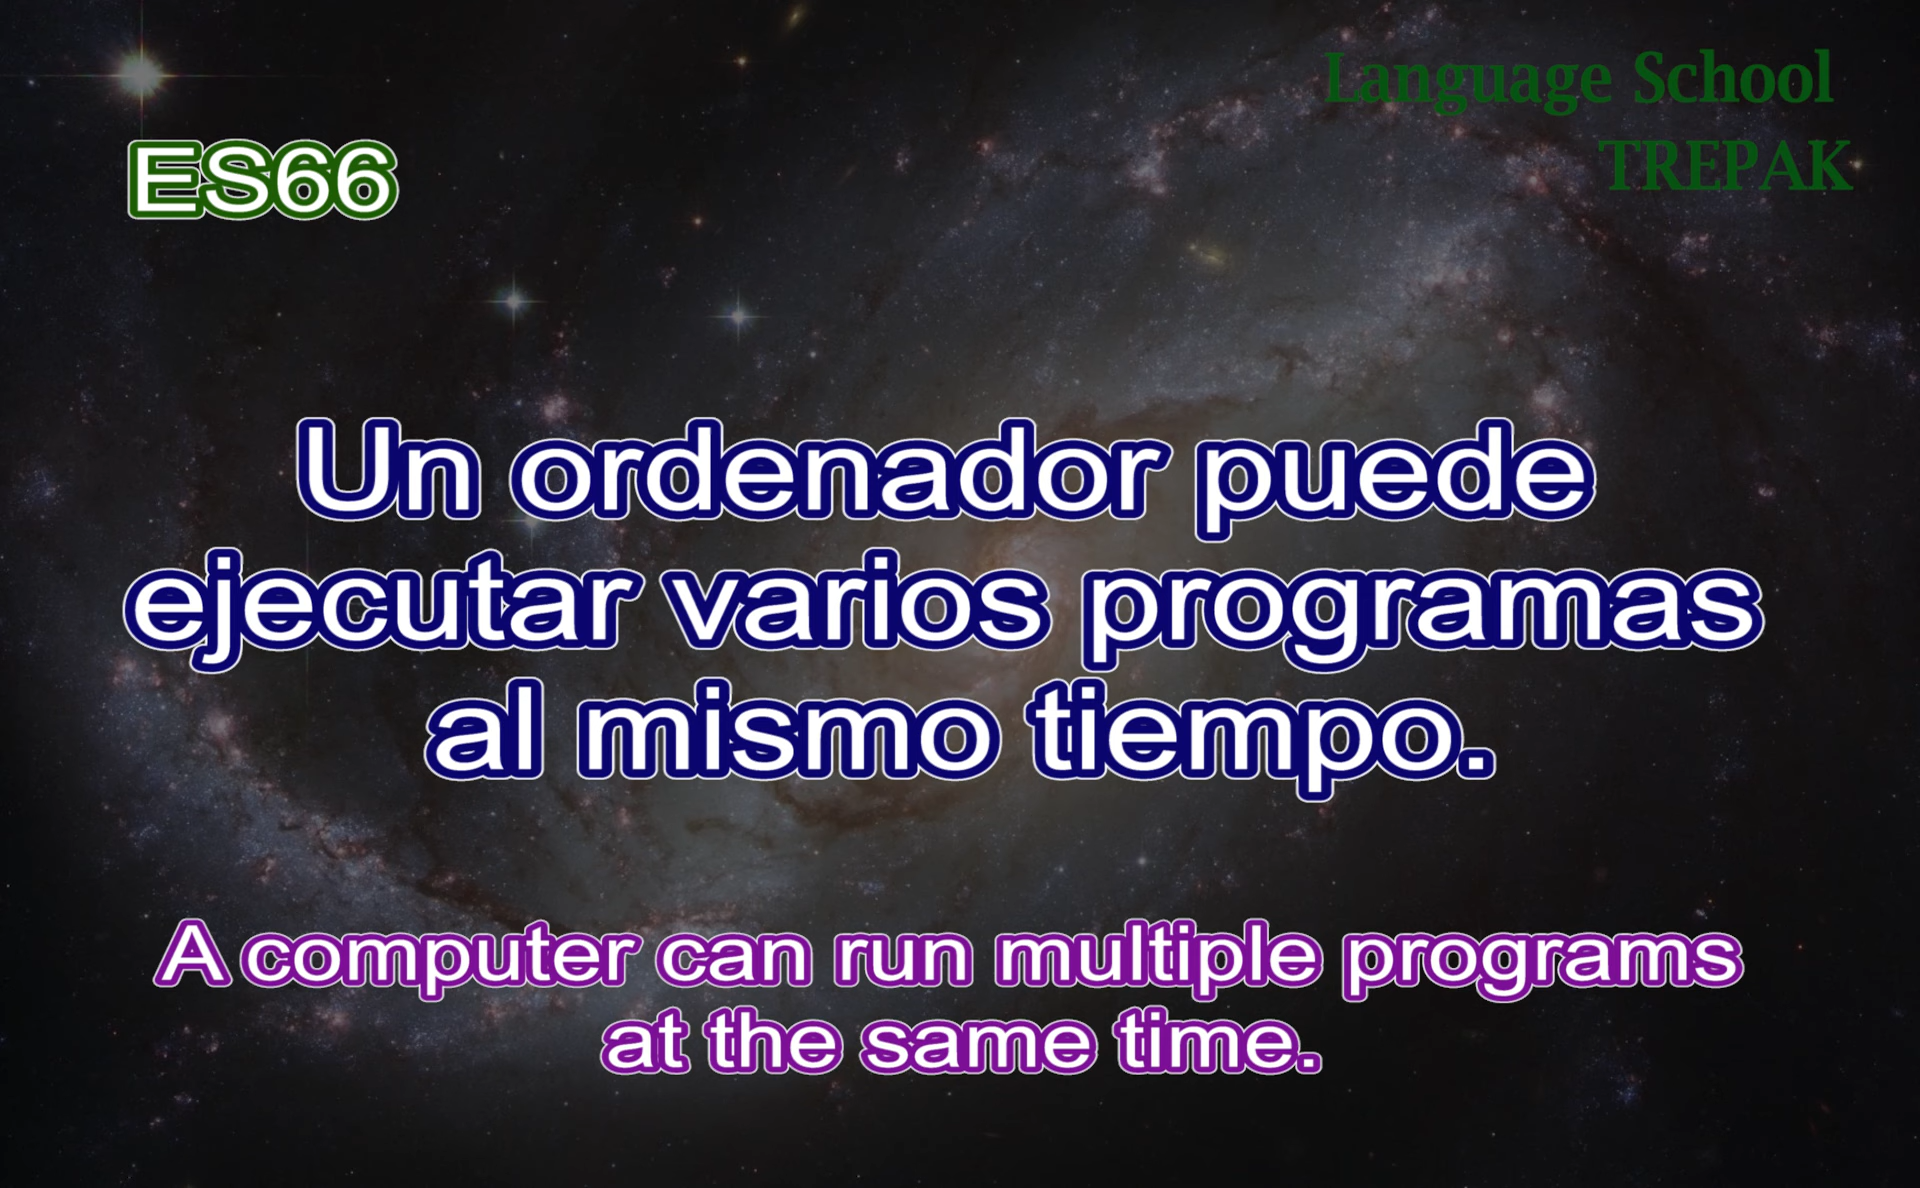 Language School
TREPAK
ES66
Un ordenador puede
ejecutar varios programas
al mismo tiempo.
A computer can run multiple programs
at the same time.